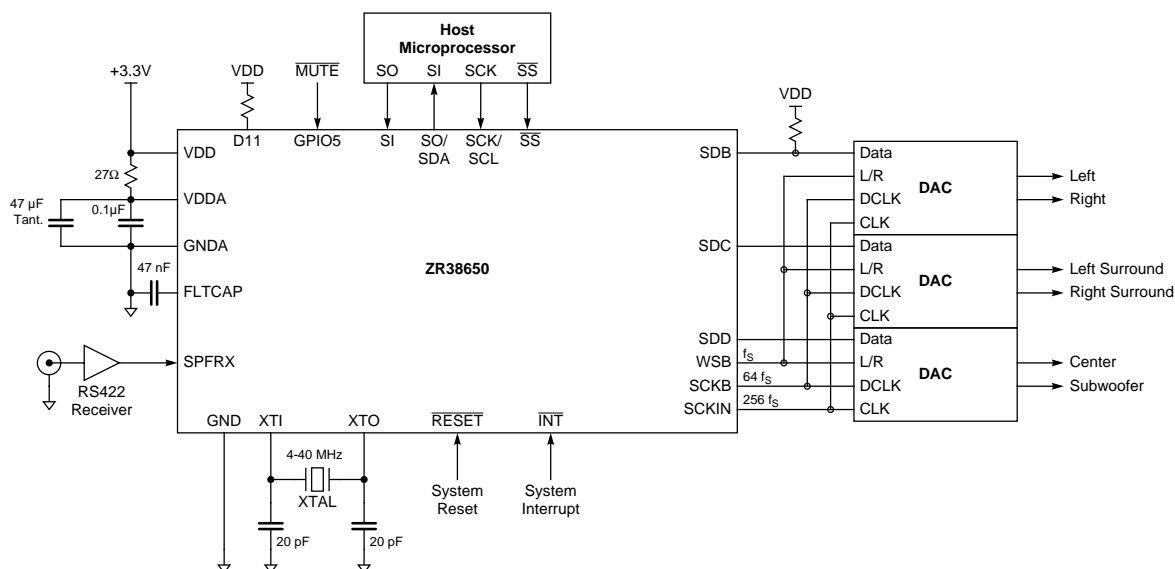 Host
Microprocessor
SO SI SCK SS
+3.3V
VDD
MUTE
VDD
D11 GPIO5 SI SO/
SDA SCK/
SCL SS
VDD
27Ω
VDDA
47 µF
Tant.
0.1µF
GNDA
47 nF
FLTCAP
SPFRX
RS422
Receiver
ZR38650
SDB
SDC
SDD
WSB
SCKB
SCKIN
fS
64 fS
256 fS
Data
L/R
DCLK
CLK
DAC
Left
Right
Data
L/R
DCLK
CLK
DAC
Left Surround
Right Surround
Data
L/R
DCLK
CLK
DAC
Center
Subwoofer
GND XTI XTO RESET INT
4-40 MHz
XTAL
20 pF 20 pF
System
Reset
System
Interrupt